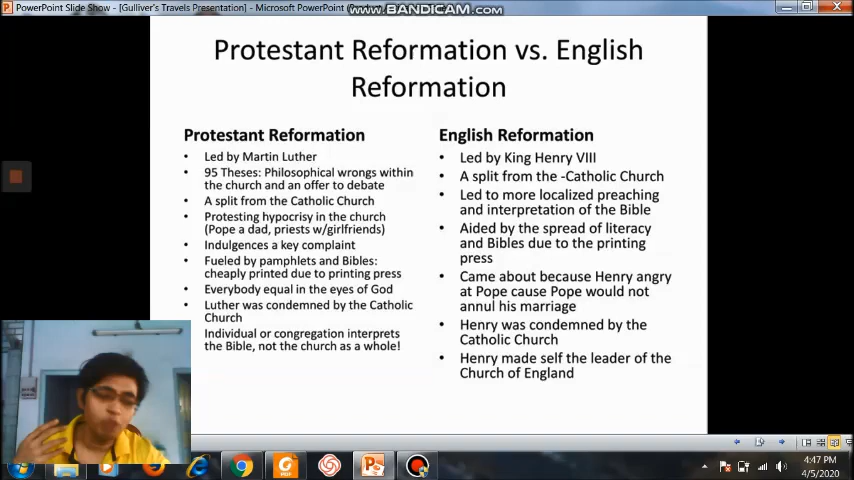 PowerPoint Slide Show - [Gulliver's Travels Presentation] - Microsoft PowerPoint
www.BANDICAM.com
Protestant Reformation vs. English
Reformation
Protestant Reformation
• Led by Martin Luther
• 95 Theses: Philosophical wrongs within
the church and an offer to debate
• A split from the Catholic Church
• Protesting hypocrisy in the church
(Pope a dad, priests w/girlfriends)
• Indulgences a key complaint
• Fueled by pamphlets and Bibles:
cheaply printed due to printing press
• Everybody equal in the eyes of God
• Luther was condemned by the Catholic
Church
Individual or congregation interprets
the Bible, not the church as a whole!
English Reformation
• Led by King Henry VIII
• A split from the -Catholic Church
• Led to more localized preaching
and interpretation of the Bible
• Aided by the spread of literacy
and Bibles due to the printing
press
• Came about because Henry angry
at Pope cause Pope would not
annul his marriage
• Henry was condemned by the
Catholic Church
• Henry made self the leader of the
Church of England
PDF
4:47 PM
4/5/2020